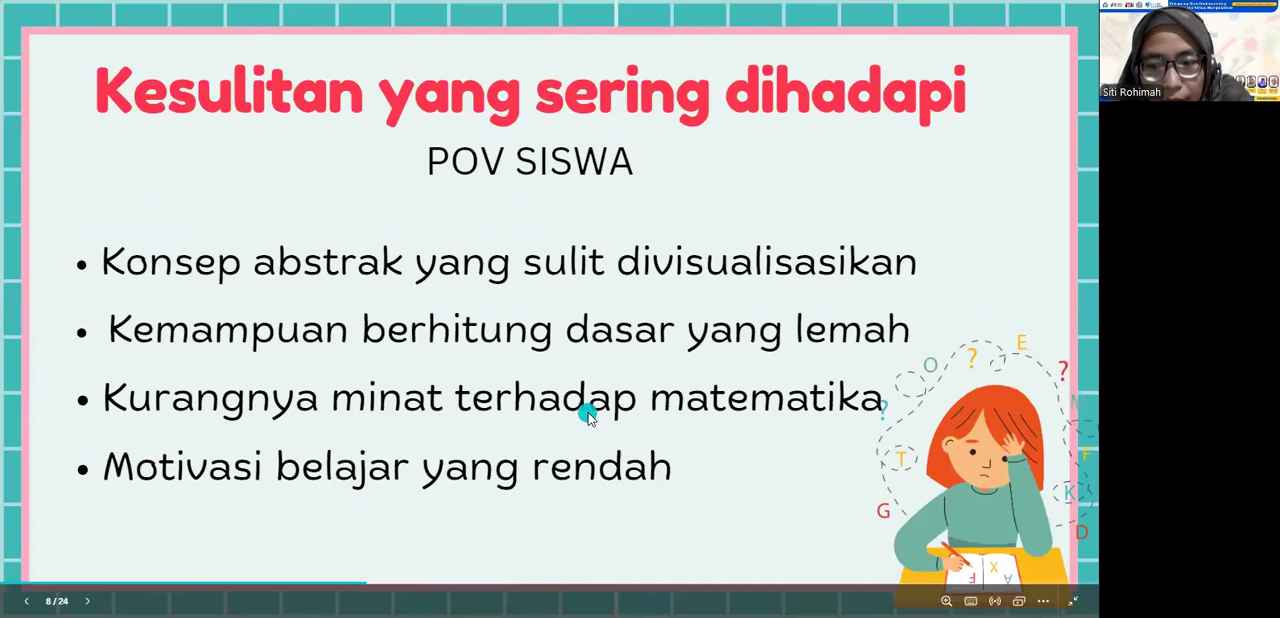 Kesulitan yang sering dihadapi
POV SISWA
• Konsep abstrak yang sulit divisualisasikan
• Kemampuan berhitung dasar yang lemah
• Kurangnya minat terhadap matematika
• Motivasi belajar yang rendah
O
?
E
?
?
T
G
K
F
D
F
X
A
8 / 24
Siti Rohimah